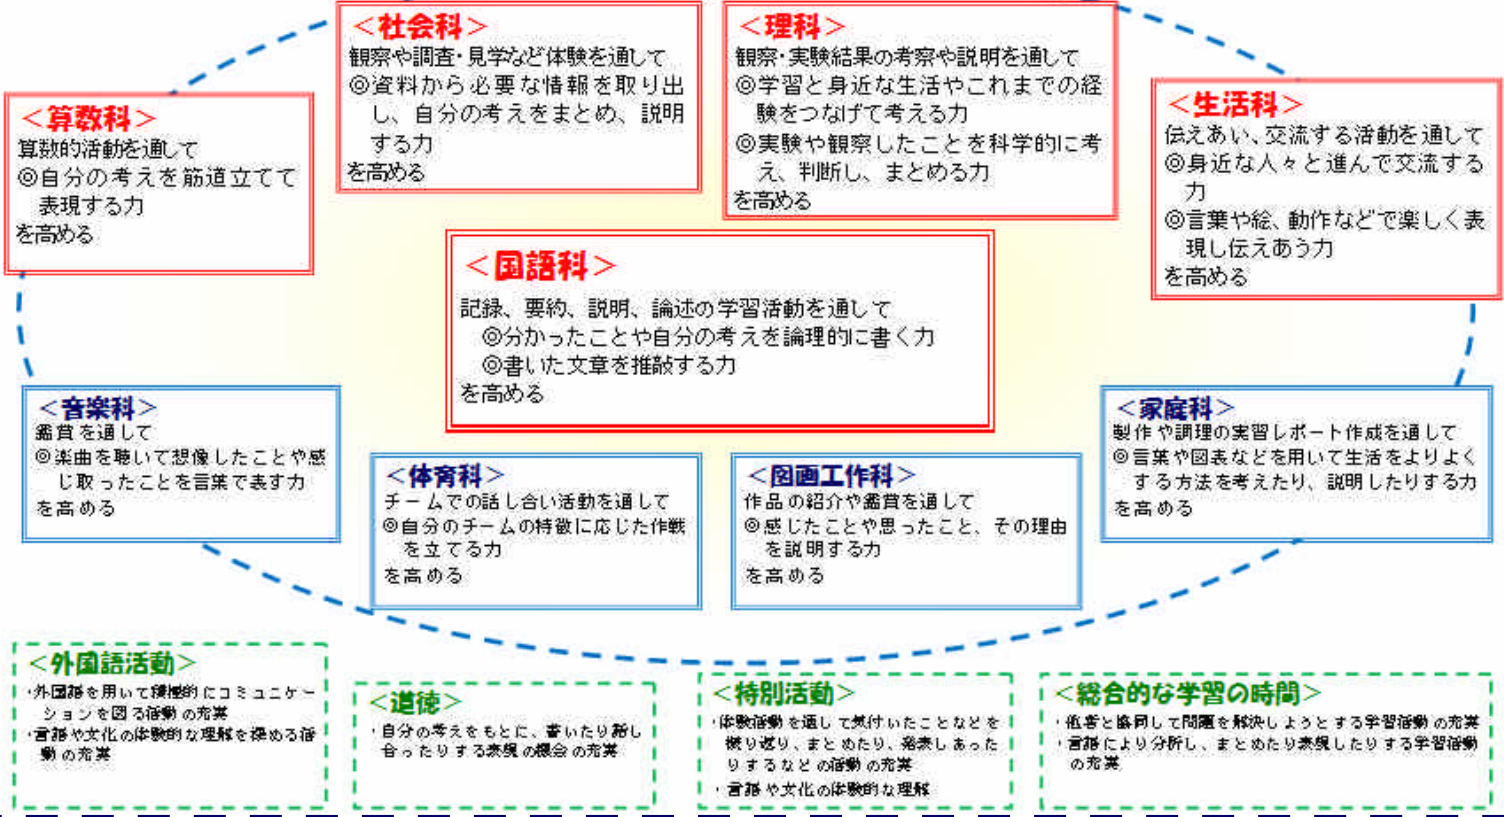 ＜社会科＞
観察や調査・見学など体験を通して
◎資料から必要な情報を取り出
し、自分の考えをまとめ、説明
する力
を高める
＜理科＞
観察・実験結果の考察や説明を通して
◎学習と身近な生活やこれまでの経
験をつなげて考える力
◎実験や観察したことを科学的に考
え、判断し、まとめる力
を高める
＜算数科＞
算数的活動を通して
◎自分の考えを筋道立てて
表現する力
を高める
＜生活科＞
伝えあい、交流する活動を通して
◎身近な人々と進んで交流する
力
◎言葉や絵、動作などで楽しく表
現し伝えあう力
を高める
＜国語科＞
記録、要約、説明、論述の学習活動を通して
◎分かったことや自分の考えを論理的に書く力
◎書いた文章を推敲する力
を高める
＜音楽科＞
鑑賞を通して
◎楽曲を聴いて想像したことや感
じ取ったことを言葉で表す力
を高める
＜体育科＞
チームでの話し合い活動を通して
◎自分のチームの特徴に応じた作戦
を立てる力
を高める
＜図画工作科＞
作品の紹介や鑑賞を通して
◎感じたことや思ったこと、その理由
を説明する力
を高める
＜家庭科＞
製作や調理の実習レポート作成を通して
◎言葉や図表などを用いて生活をよりよく
する方法を考えたり、説明したりする力
を高める
＜外国語活動＞
・外国語を用いて積極的にコミュニケー
ションを図る活動の充実
・言語や文化の体験的な理解を深める活
動の充実
＜道徳＞
・自分の考えをもとに、書いたり話し
合ったりする表現の機会の充実
＜特別活動＞
・体験活動を通して気付いたことなどを
振り返り、まとめたり、発表しあった
りするなどの活動の充実
・言語や文化の体験的な理解
＜総合的な学習の時間＞
・他者と協同して問題を解決しようとする学習活動の充実
・言語により分析し、まとめたり表現したりする学習活動
の充実